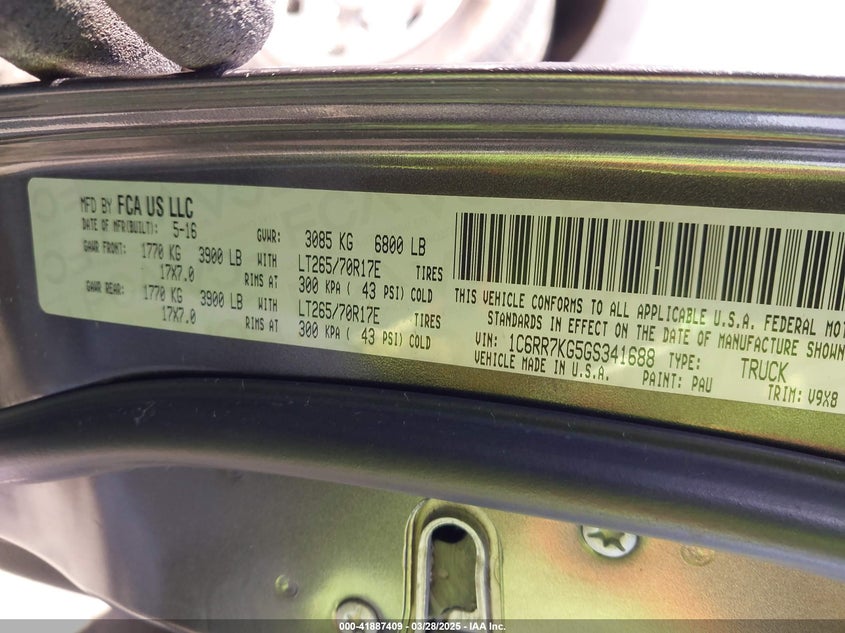 MFD BY FCA US LLC
DATE OF MFR(BUILT): 5-16 GVWR: 3085 KG 6800 LB
GAWR FRONT: 1770 KG 3900 LB WITH LT265/70R17E TIRES
17X7.0 RIMS AT 300 KPA ( 43 PSI) COLD
GAWR REAR: 1770 KG 3900 LB WITH LT265/70R17E TIRES
17X7.0 RIMS AT 300 KPA ( 43 PSI) COLD
THIS VEHICLE CONFORMS TO ALL APPLICABLE U.S.A. FEDERAL MOT
STANDARDS IN EFFECT ON THE DATE OF MANUFACTURE SHOWN
VIN: 1C6RR7KG5GS341688 TYPE: TRUCK
VEHICLE MADE IN U.S.A. PAINT: PAU TRIM: V9X8
000-41887409 - 03/28/2025 - IAA Inc.